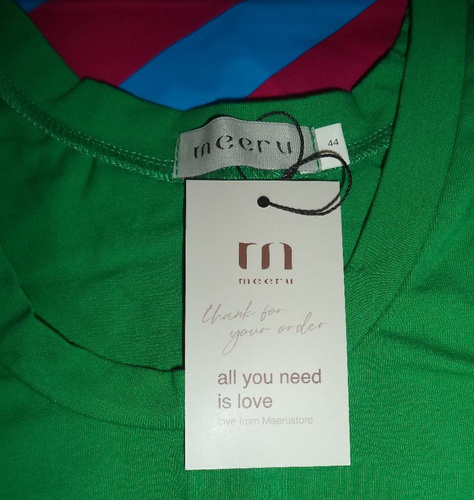 meeru
44
m
meeru
thank for
your order
all you need
is love
love from Meerustore